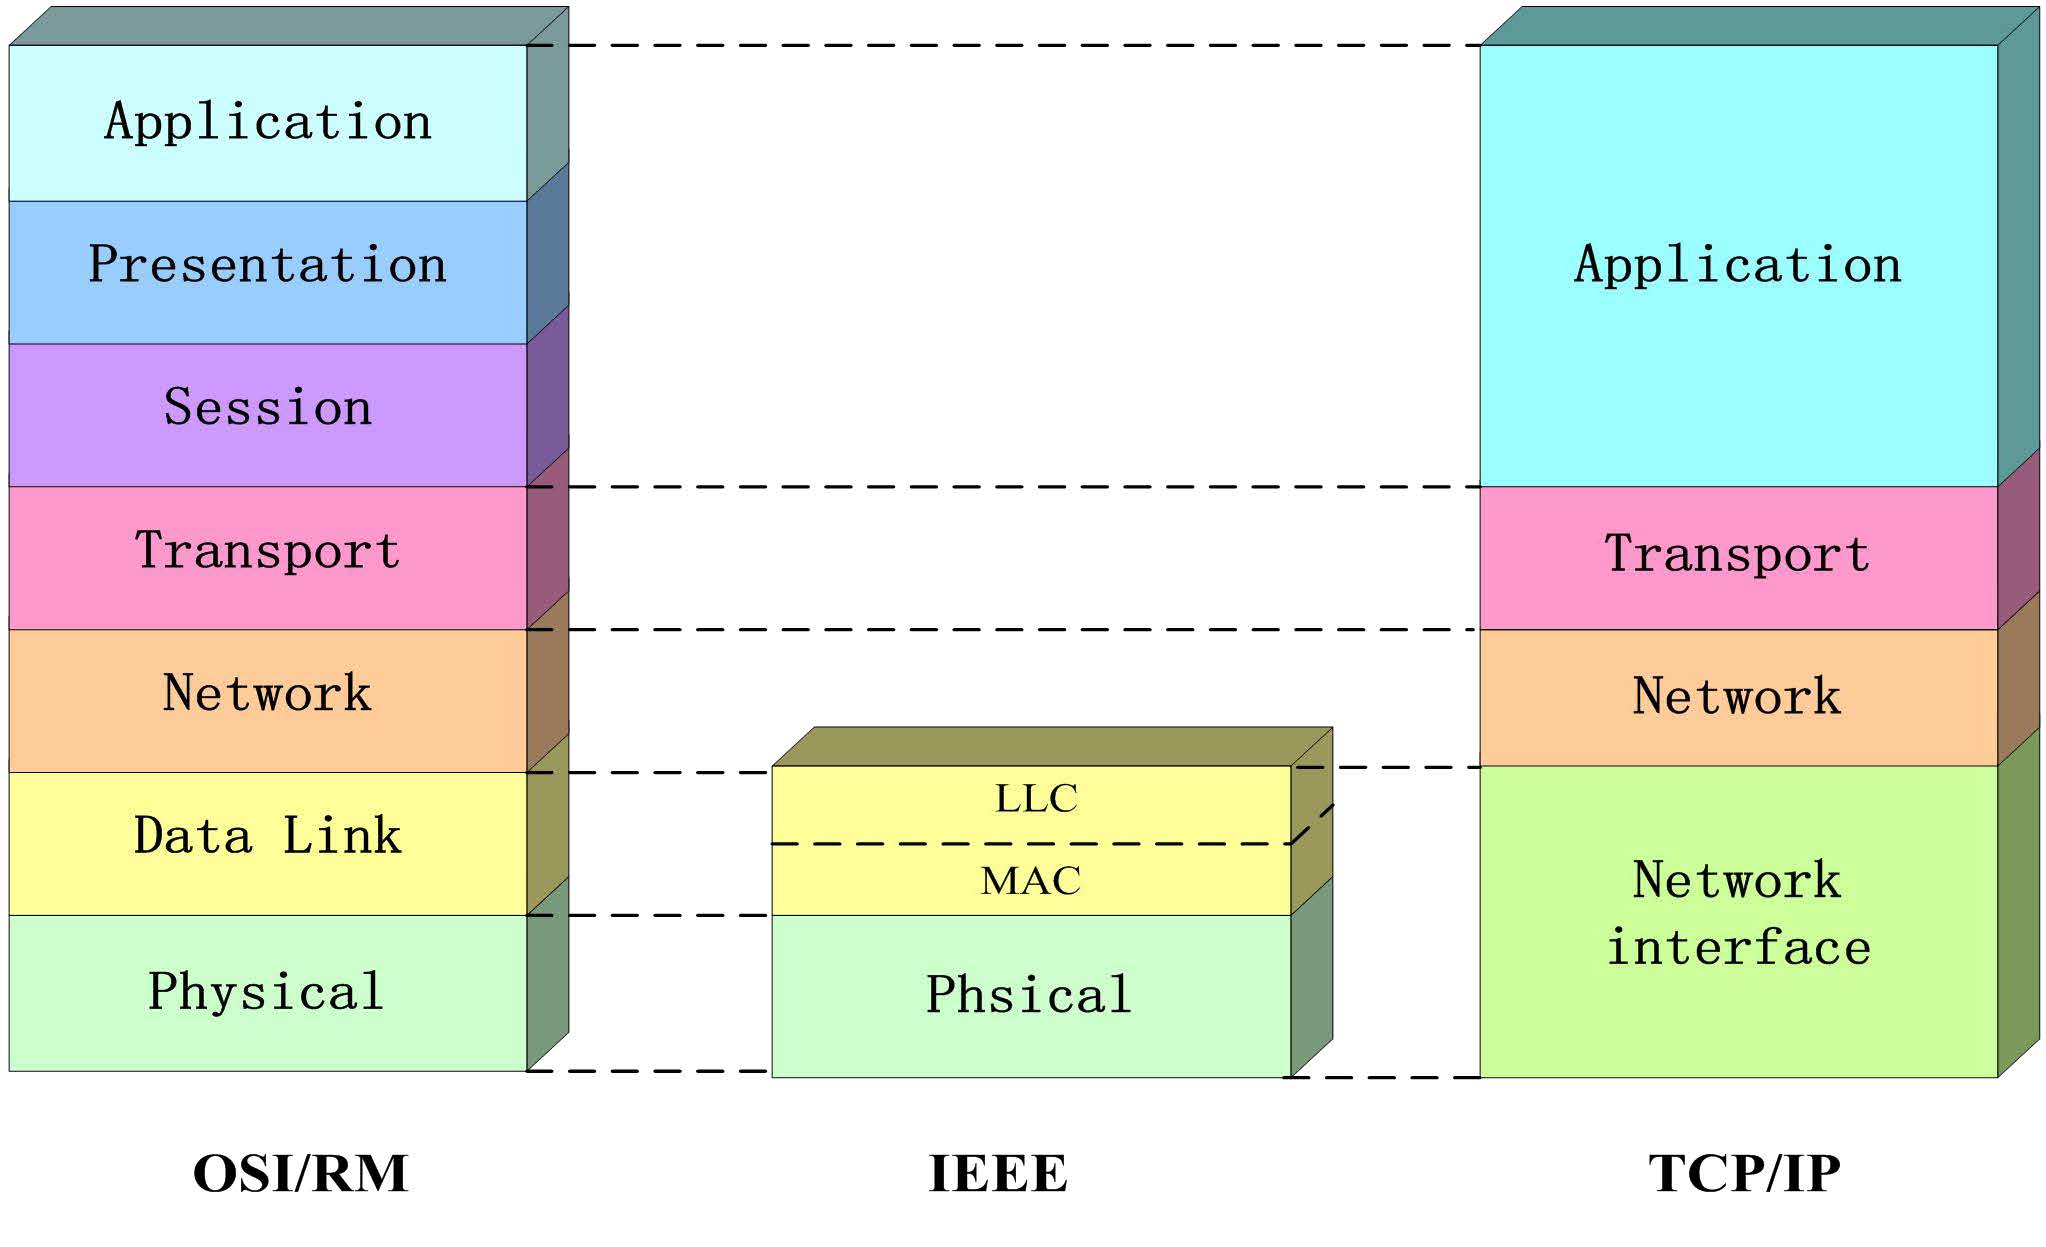 Application
Presentation
Session
Transport
Network
Data Link
Physical
OSI/RM
LLC
MAC
Phsical
IEEE
Application
Transport
Network
Network
interface
TCP/IP